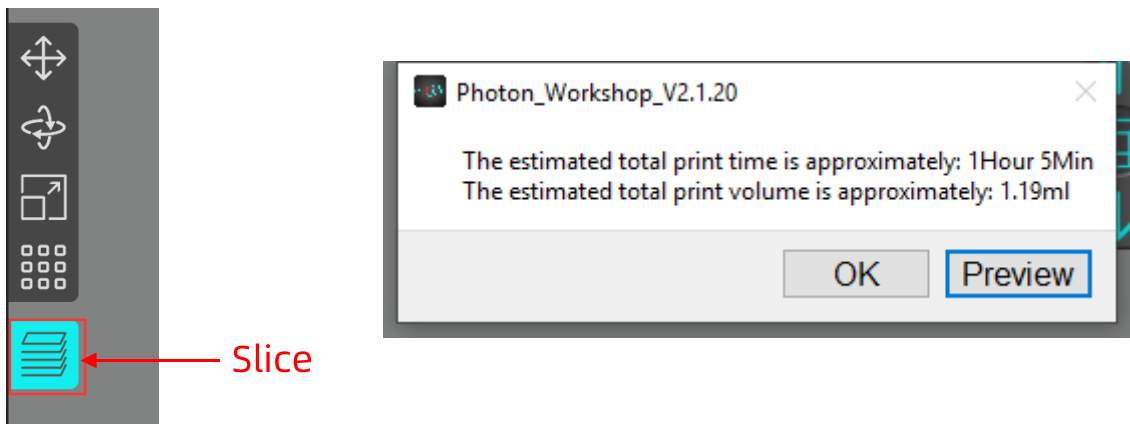 Slice
Photon_Workshop_V2.1.20
The estimated total print time is approximately: 1Hour 5Min
The estimated total print volume is approximately: 1.19ml
OK
Preview